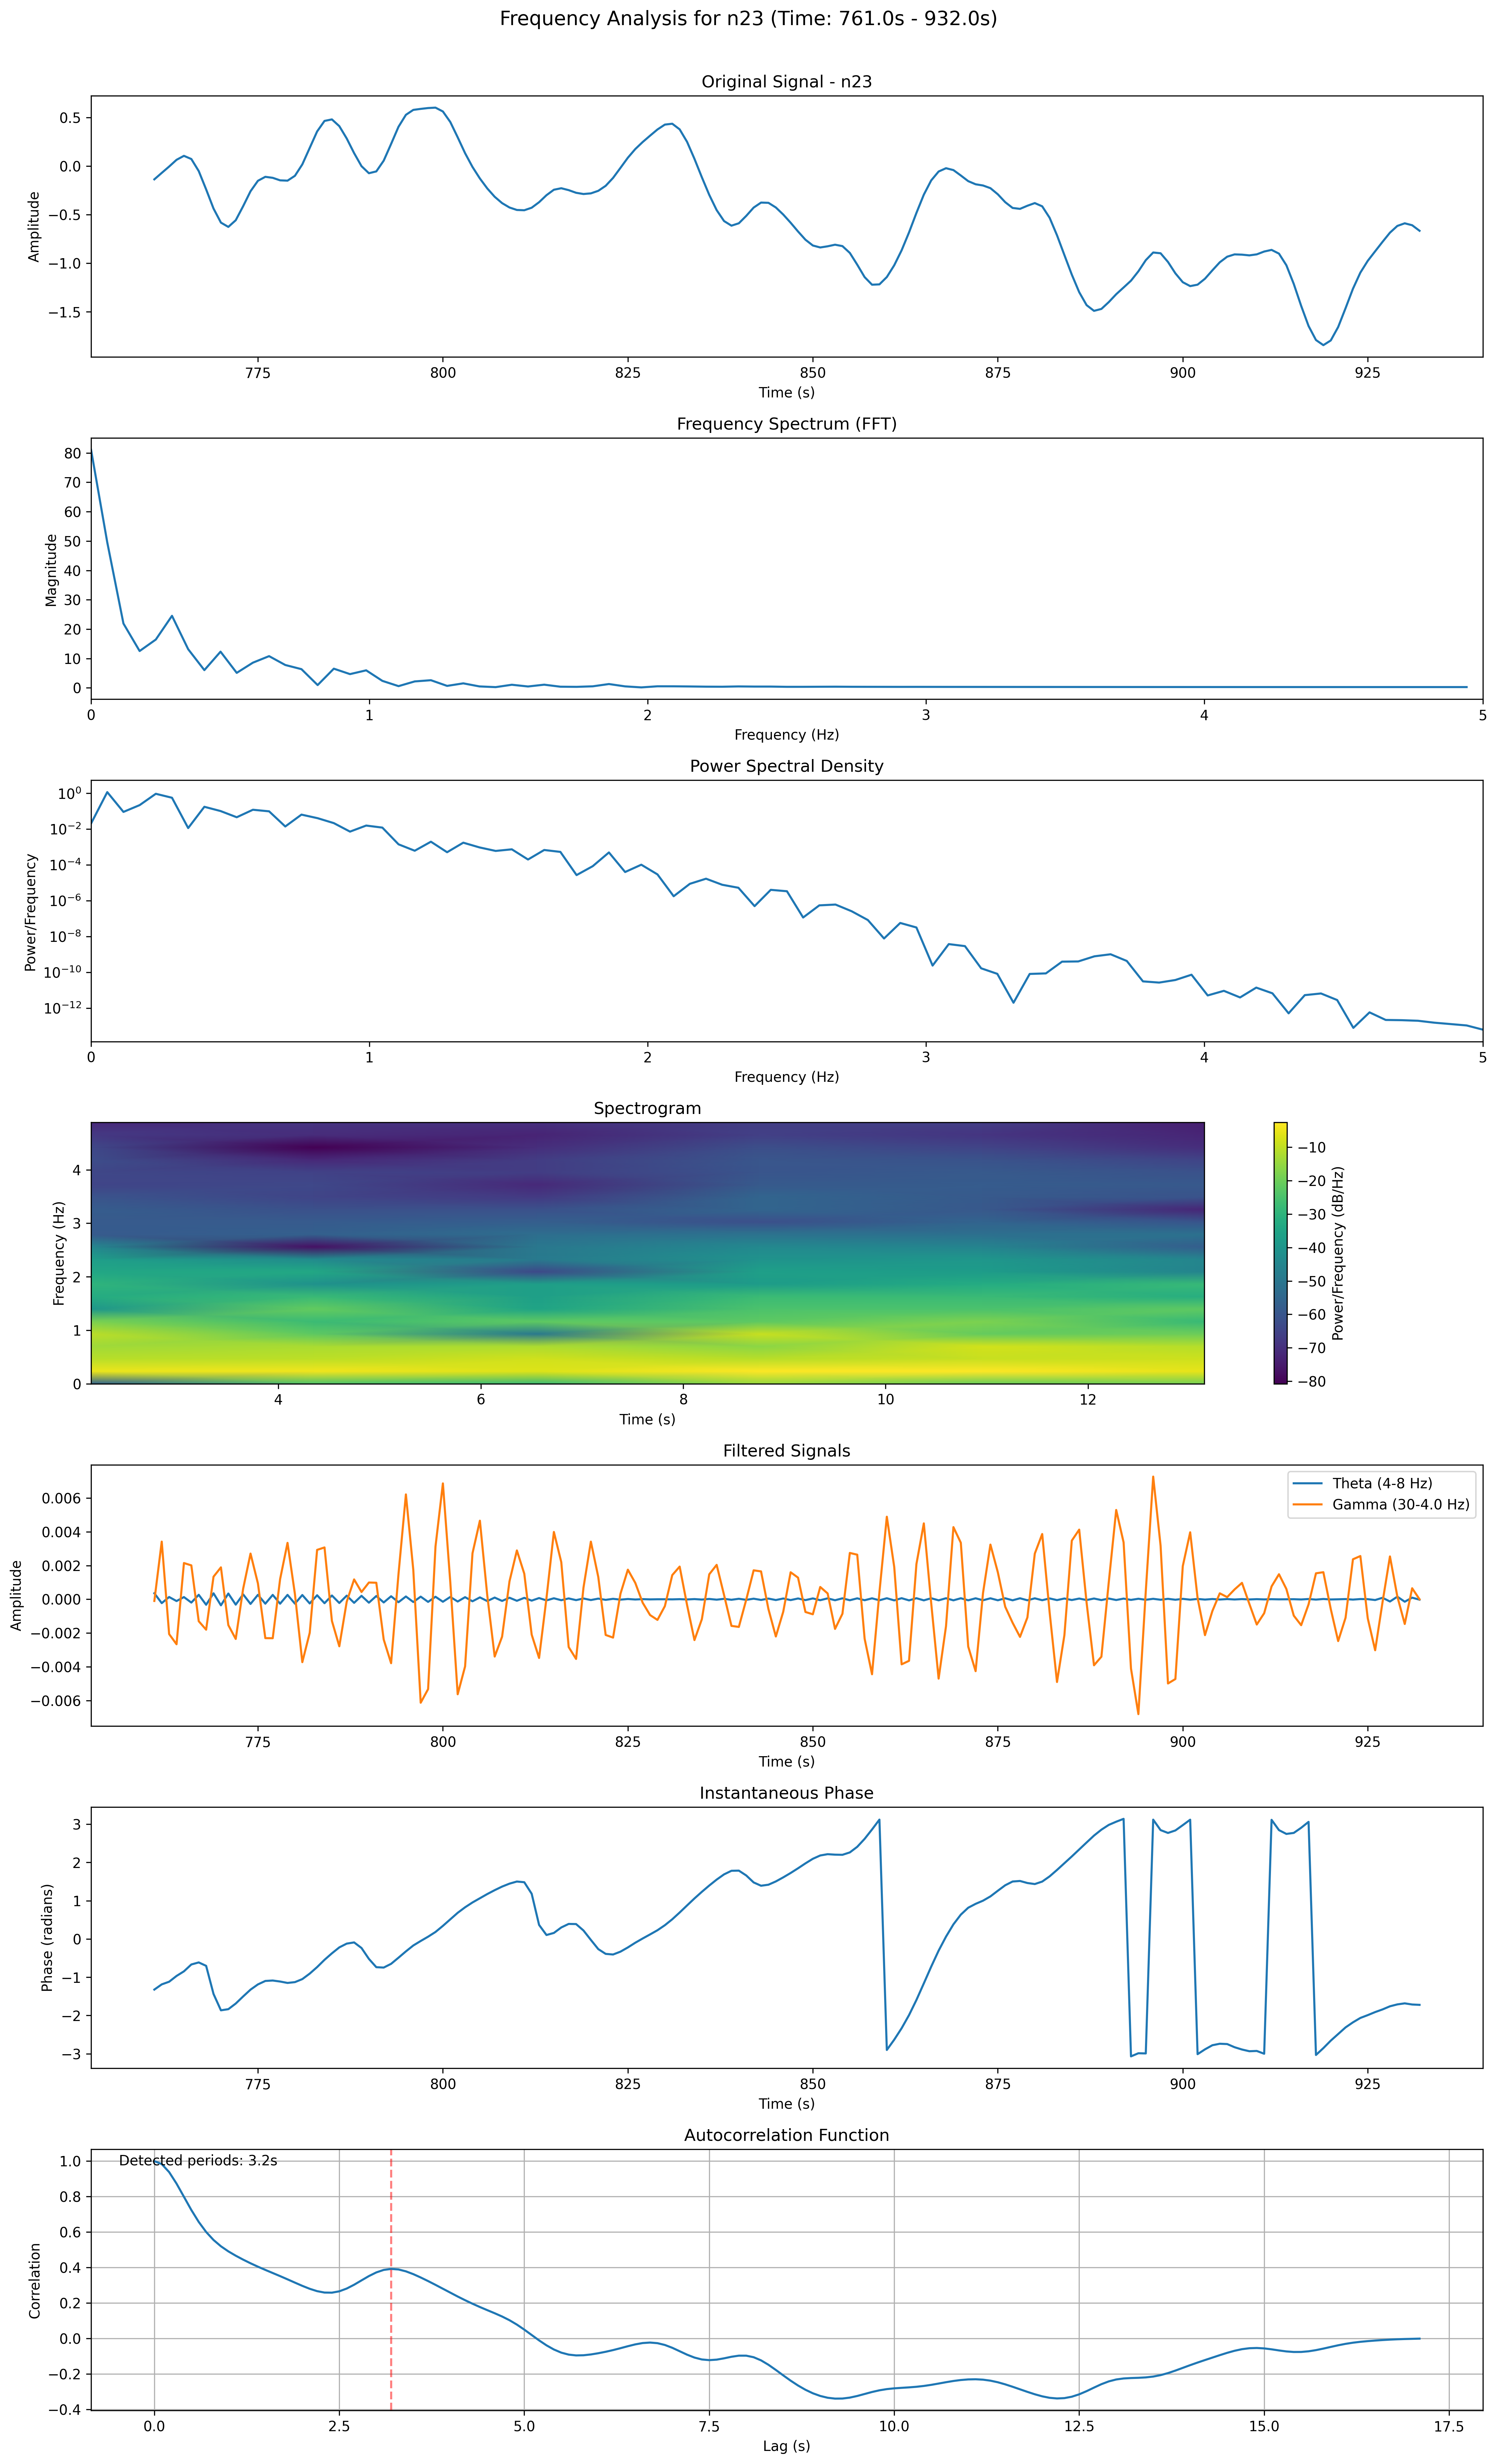 Frequency Analysis for n23 (Time: 761.0s - 932.0s)
Original Signal - n23
Amplitude
0.5
0.0
−0.5
−1.0
−1.5
775 800 825 850 875 900 925
Time (s)
Frequency Spectrum (FFT)
Magnitude
80
70
60
50
40
30
20
10
0
0 1 2 3 4 5
Frequency (Hz)
Power Spectral Density
Power/Frequency
10⁰
10⁻²
10⁻⁴
10⁻⁶
10⁻⁸
10⁻¹⁰
10⁻¹²
0 1 2 3 4 5
Frequency (Hz)
Spectrogram
Frequency (Hz)
4
3
2
1
0
4 6 8 10 12
Time (s)
−10
−20
−30
−40
−50
−60
−70
−80
Power/Frequency (dB/Hz)
Filtered Signals
Amplitude
0.006
0.004
0.002
0.000
−0.002
−0.004
−0.006
Theta (4-8 Hz)
Gamma (30-4.0 Hz)
775 800 825 850 875 900 925
Time (s)
Instantaneous Phase
Phase (radians)
3
2
1
0
−1
−2
−3
775 800 825 850 875 900 925
Time (s)
Autocorrelation Function
Detected periods: 3.2s
Correlation
1.0
0.8
0.6
0.4
0.2
0.0
−0.2
−0.4
0.0 2.5 5.0 7.5 10.0 12.5 15.0 17.5
Lag (s)